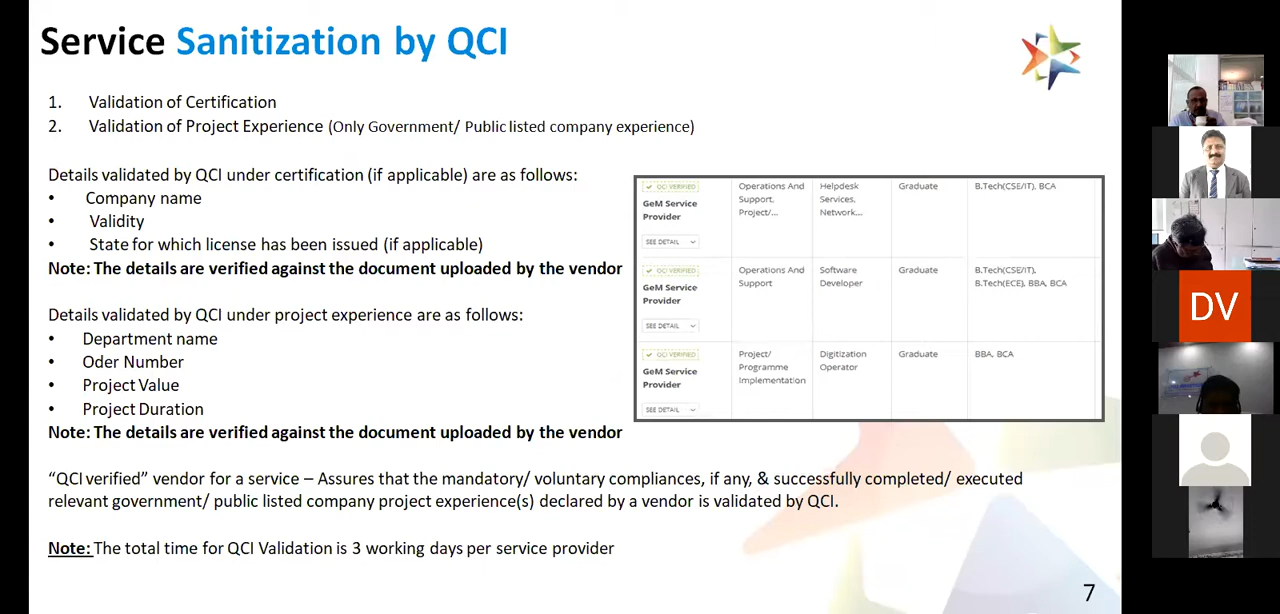 Service Sanitization by QCI
1. Validation of Certification
2. Validation of Project Experience (Only Government/ Public listed company experience)
Details validated by QCI under certification (if applicable) are as follows:
• Company name
• Validity
• State for which license has been issued (if applicable)
Note: The details are verified against the document uploaded by the vendor
Details validated by QCI under project experience are as follows:
• Department name
• Oder Number
• Project Value
• Project Duration
Note: The details are verified against the document uploaded by the vendor
QCI VERIFIED
GeM Service
Provider
SEE DETAIL
Operations And
Support,
Project/...
Helpdesk
Services,
Network...
Graduate
B.Tech(CSE/IT), BCA
QCI VERIFIED
GeM Service
Provider
SEE DETAIL
Operations And
Support
Software
Developer
Graduate
B.Tech(CSE/IT),
B.Tech(ECE), BBA, BCA
QCI VERIFIED
GeM Service
Provider
SEE DETAIL
Project/
Programme
Implementation
Digitization
Operator
Graduate
BBA, BCA
“QCI verified” vendor for a service – Assures that the mandatory/ voluntary compliances, if any, & successfully completed/ executed
relevant government/ public listed company project experience(s) declared by a vendor is validated by QCI.
Note: The total time for QCI Validation is 3 working days per service provider
7
DV